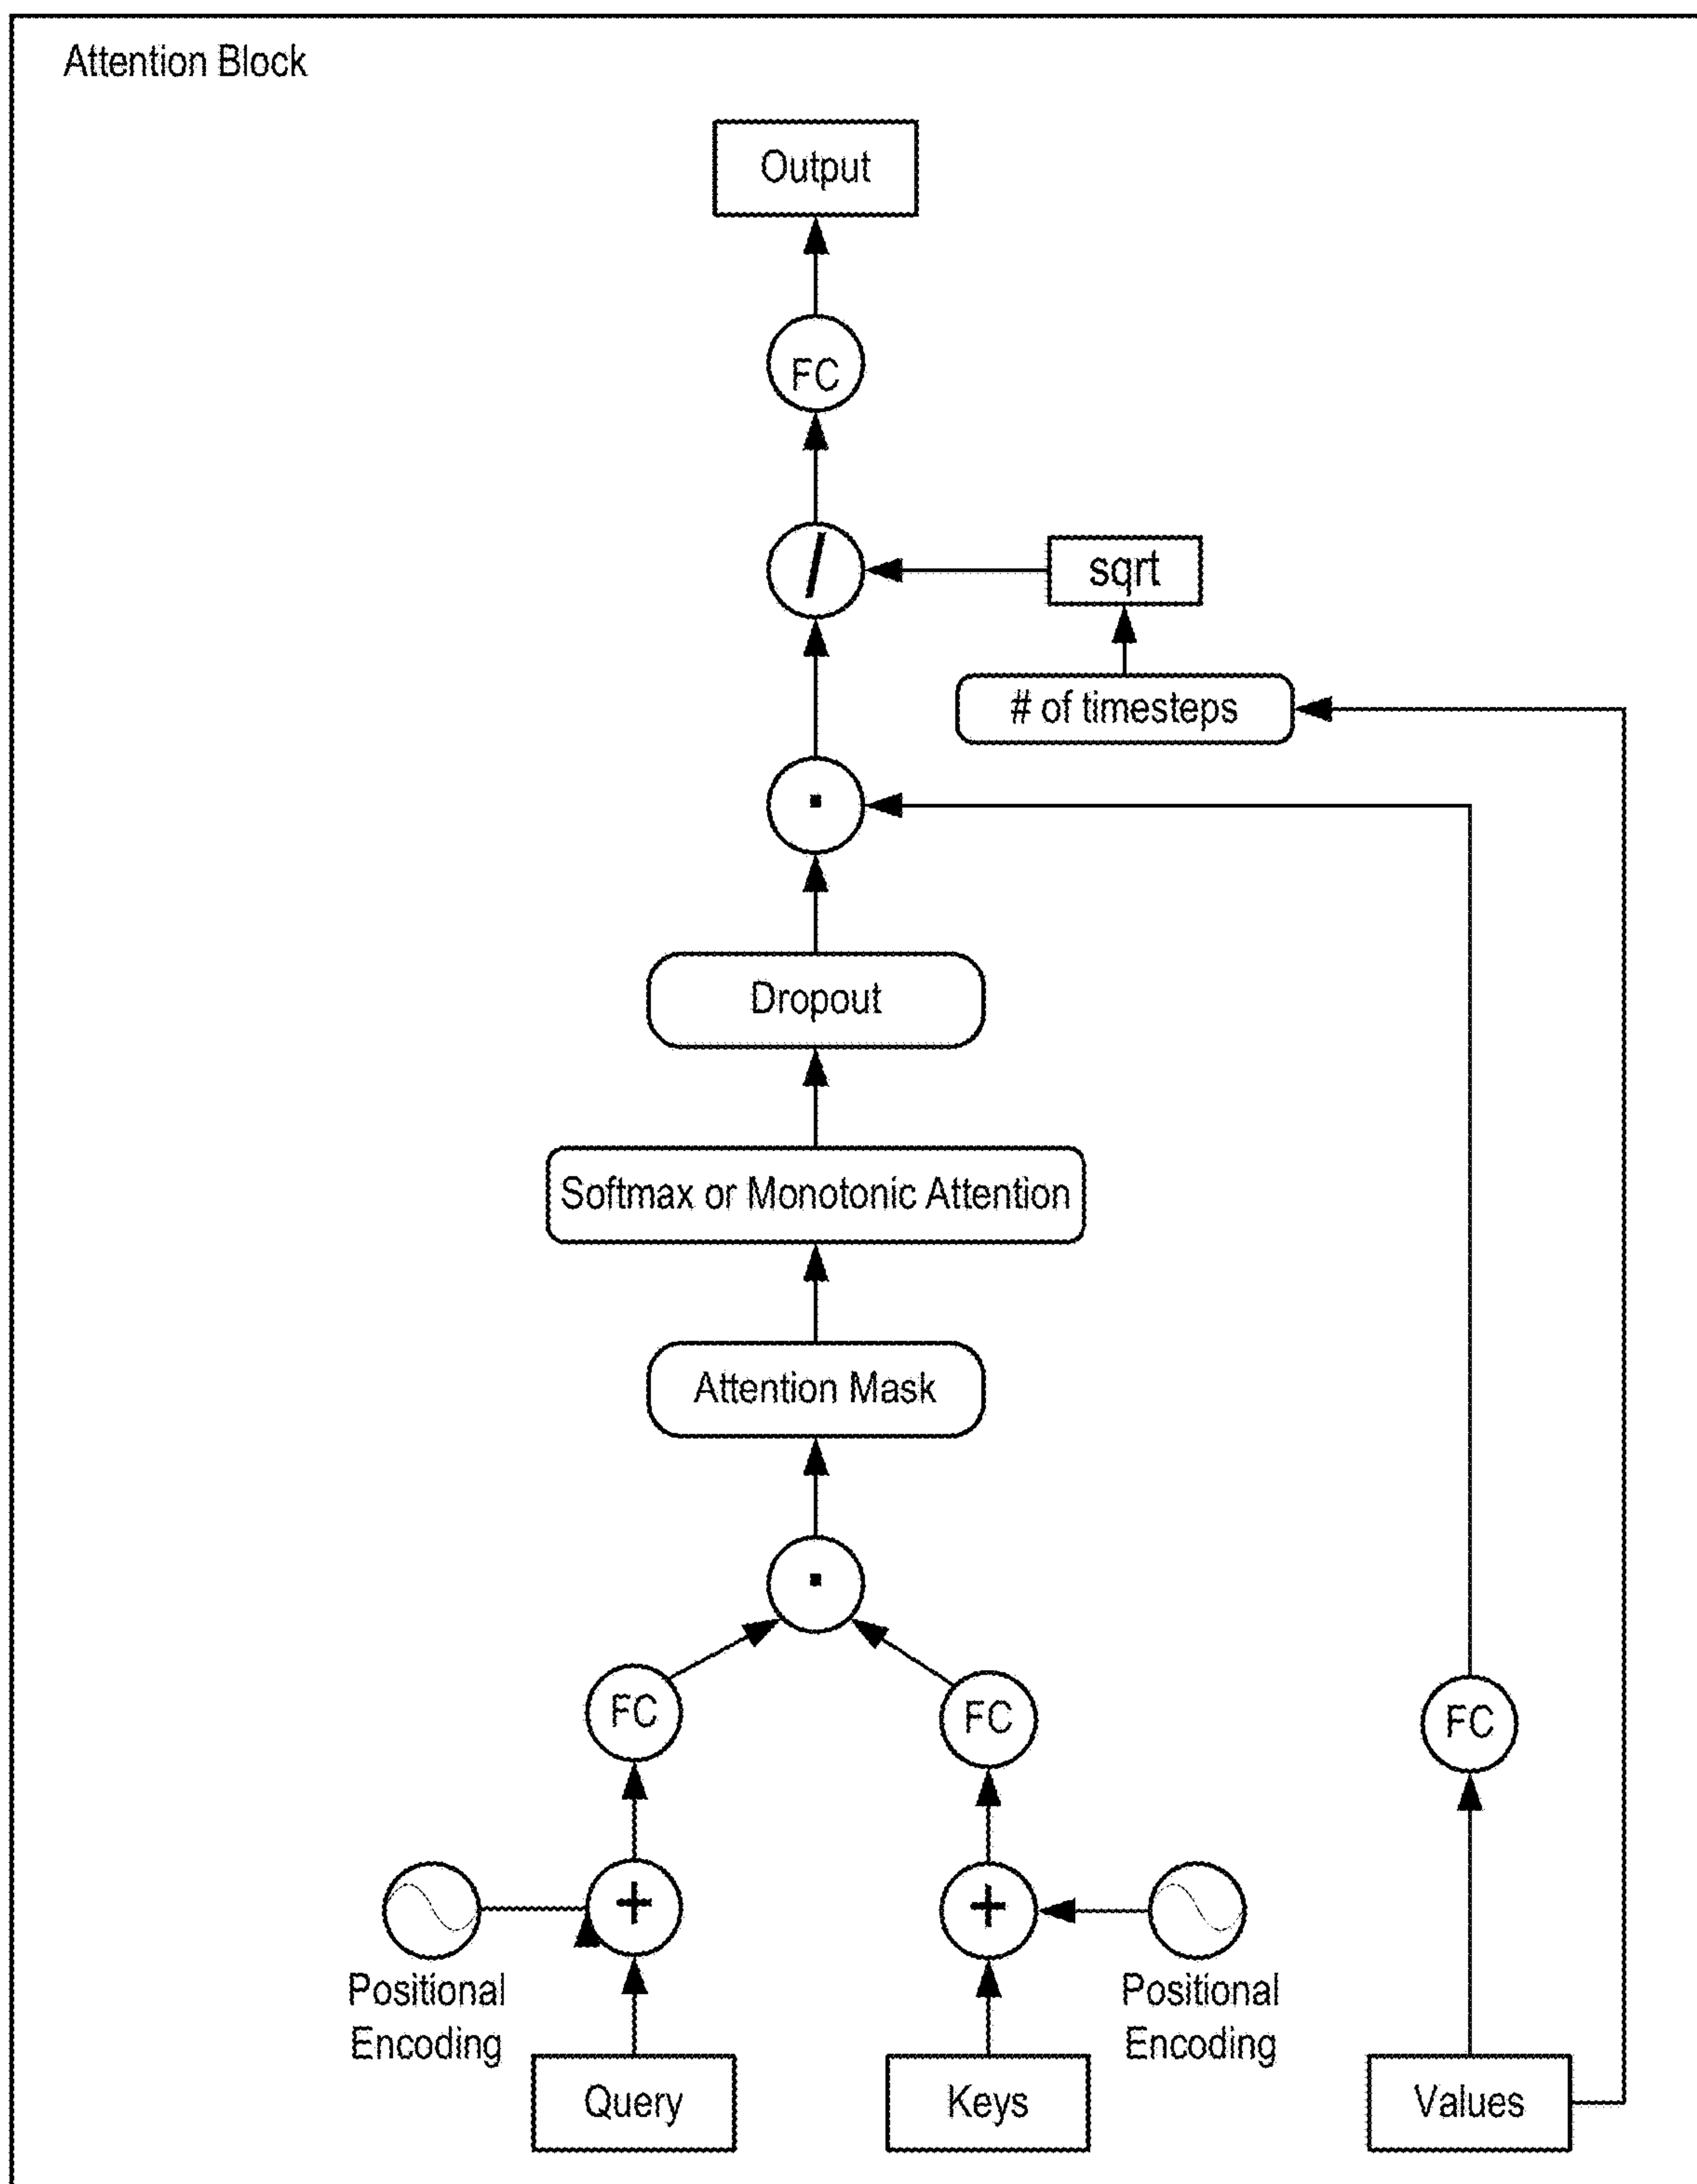 Attention Block
Output
FC
/
sqrt
# of timesteps
·
Dropout
Softmax or Monotonic Attention
Attention Mask
·
FC
FC
FC
+
+
Positional
Encoding
Positional
Encoding
Query
Keys
Values